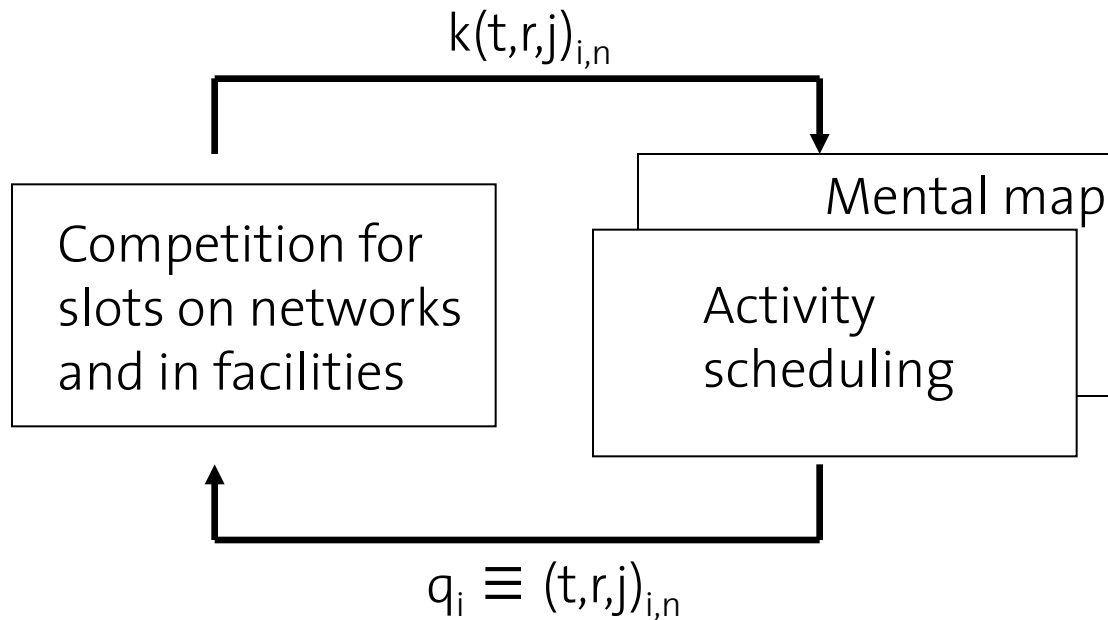 k(t,r,j)i,n
Mental map
Competition for
slots on networks
and in facilities
Activity
scheduling
qi ≡ (t,r,j)i,n